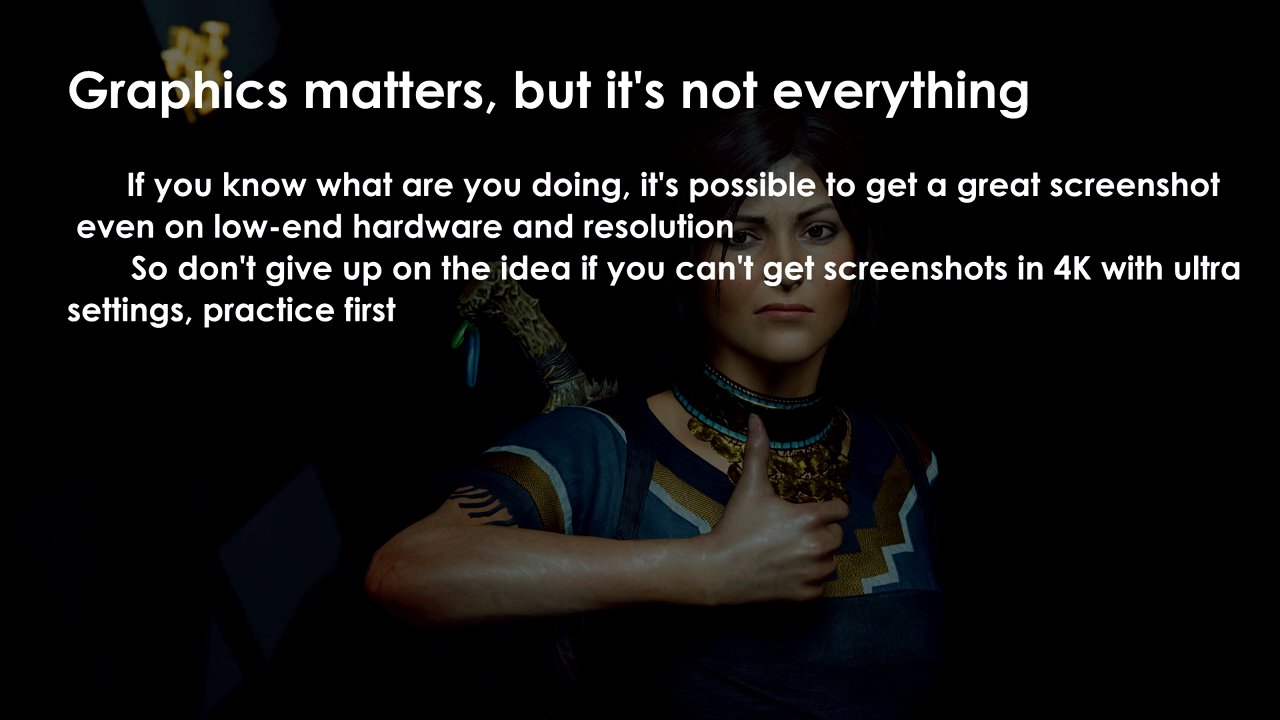 Graphics matters, but it's not everything
If you know what are you doing, it's possible to get a great screenshot
even on low-end hardware and resolution
So don't give up on the idea if you can't get screenshots in 4K with ultra
settings, practice first